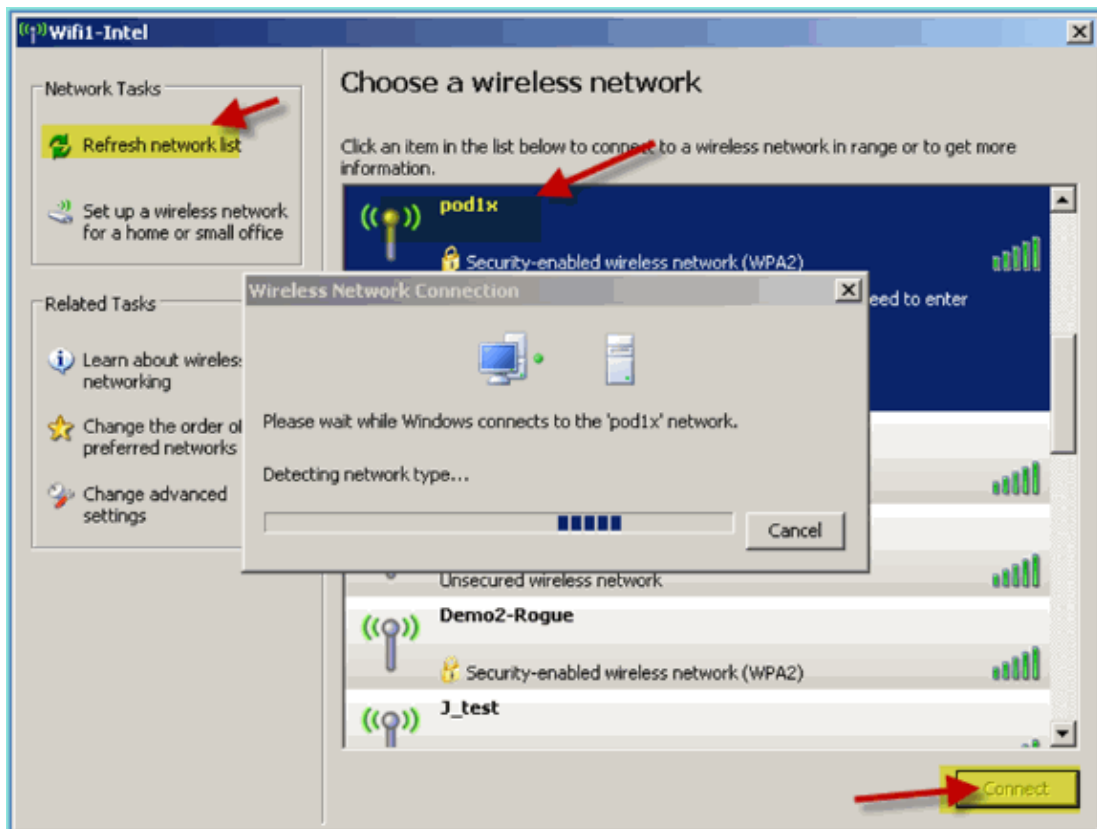 Wifi1-Intel
Network Tasks
Refresh network list
Set up a wireless network
for a home or small office
Related Tasks
Learn about wireless
networking
Change the order of
preferred networks
Change advanced
settings
Choose a wireless network
Click an item in the list below to connect to a wireless network in range or to get more
information.
pod1x
Security-enabled wireless network (WPA2)
eed to enter
Wireless Network Connection
Please wait while Windows connects to the 'pod1x' network.
Detecting network type...
Cancel
Unsecured wireless network
Demo2-Rogue
Security-enabled wireless network (WPA2)
J_test
Connect